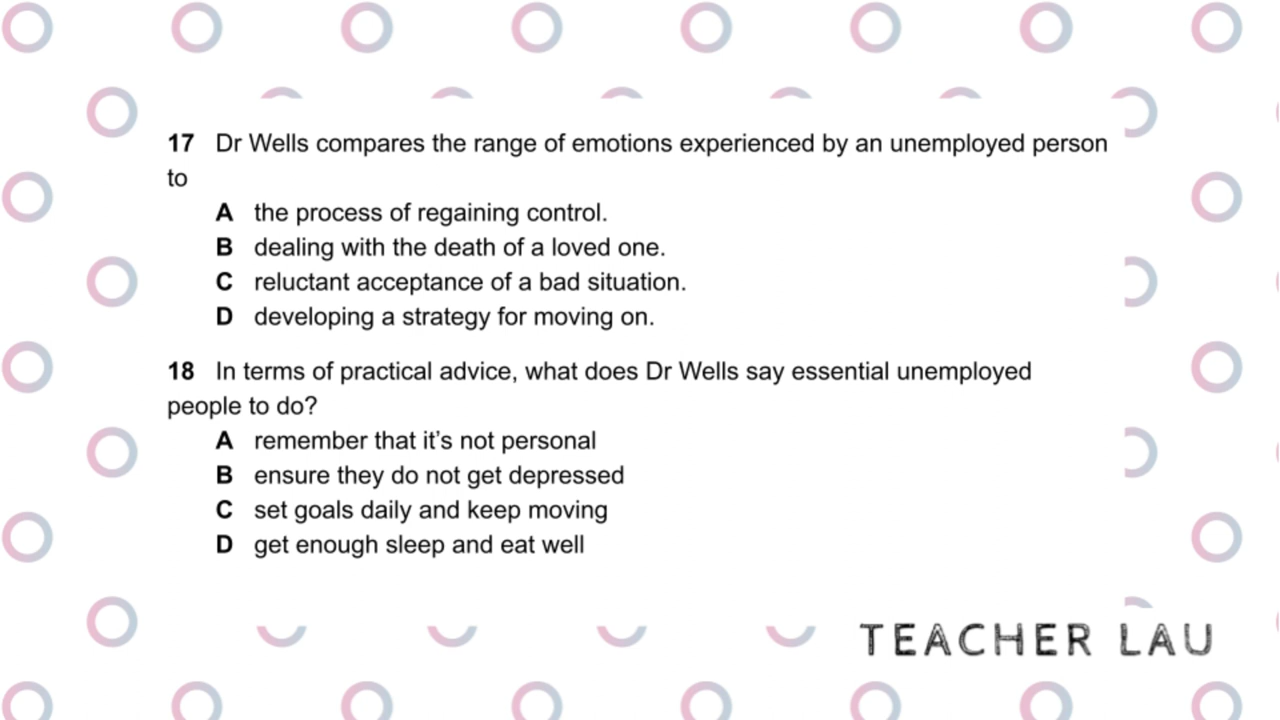 17 Dr Wells compares the range of emotions experienced by an unemployed person
to
A the process of regaining control.
B dealing with the death of a loved one.
C reluctant acceptance of a bad situation.
D developing a strategy for moving on.
18 In terms of practical advice, what does Dr Wells say essential unemployed
people to do?
A remember that it’s not personal
B ensure they do not get depressed
C set goals daily and keep moving
D get enough sleep and eat well
TEACHER LAU